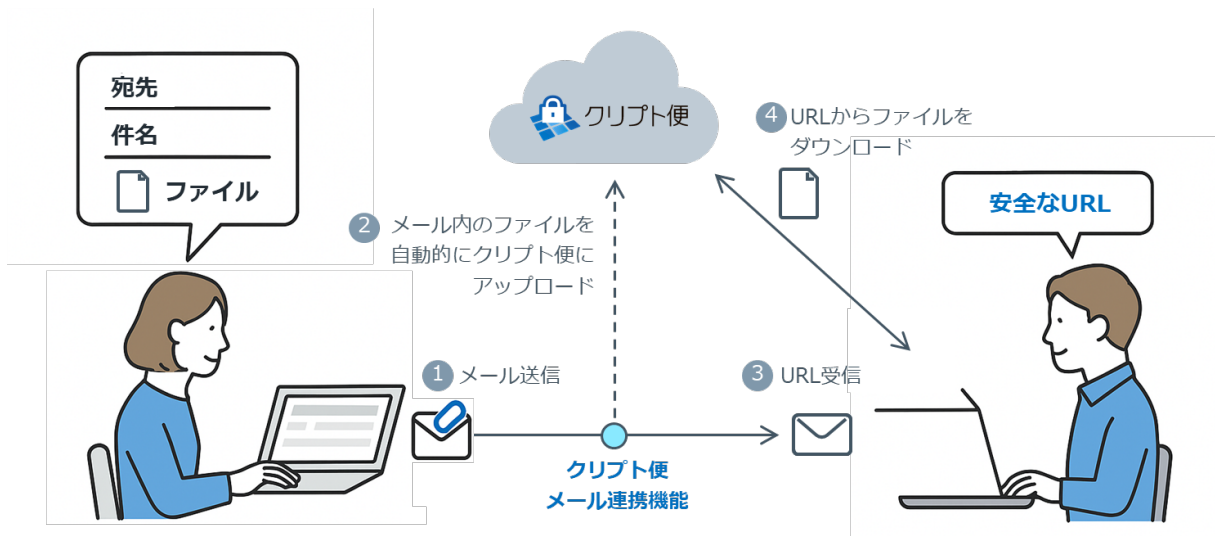 宛先
件名
ファイル
クリプト便
4 URLからファイルを
ダウンロード
安全なURL
2 メール内のファイルを
自動的にクリプト便に
アップロード
1 メール送信
3 URL受信
クリプト便
メール連携機能